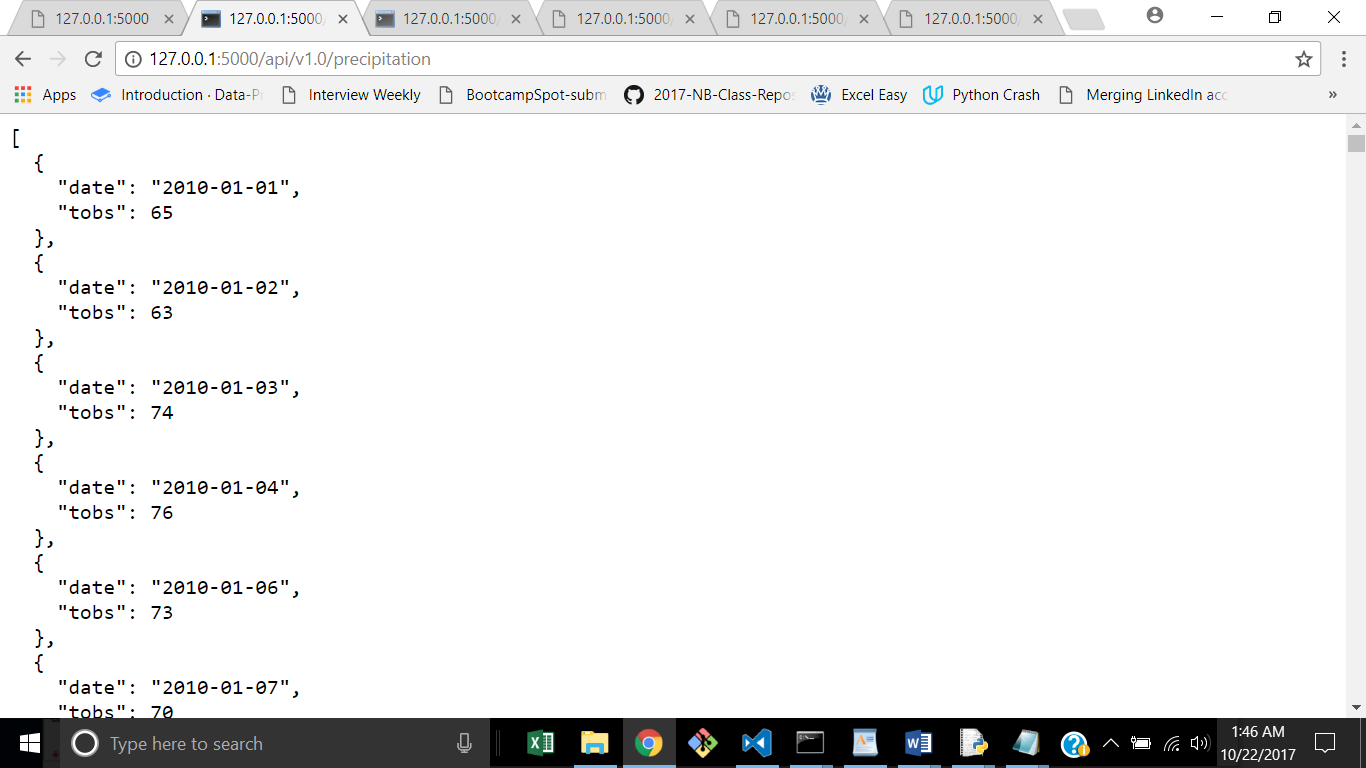 127.0.0.1:5000
127.0.0.1:5000/
127.0.0.1:5000/
127.0.0.1:5000/
127.0.0.1:5000/
127.0.0.1:5000/
127.0.0.1:5000/api/v1.0/precipitation
Apps
Introduction · Data-Pr
Interview Weekly
BootcampSpot-subm
2017-NB-Class-Repos
Excel Easy
Python Crash
Merging LinkedIn acc
»
[
{
"date": "2010-01-01",
"tobs": 65
},
{
"date": "2010-01-02",
"tobs": 63
},
{
"date": "2010-01-03",
"tobs": 74
},
{
"date": "2010-01-04",
"tobs": 76
},
{
"date": "2010-01-06",
"tobs": 73
},
{
"date": "2010-01-07",
"tobs": 70
Type here to search
1:46 AM
10/22/2017